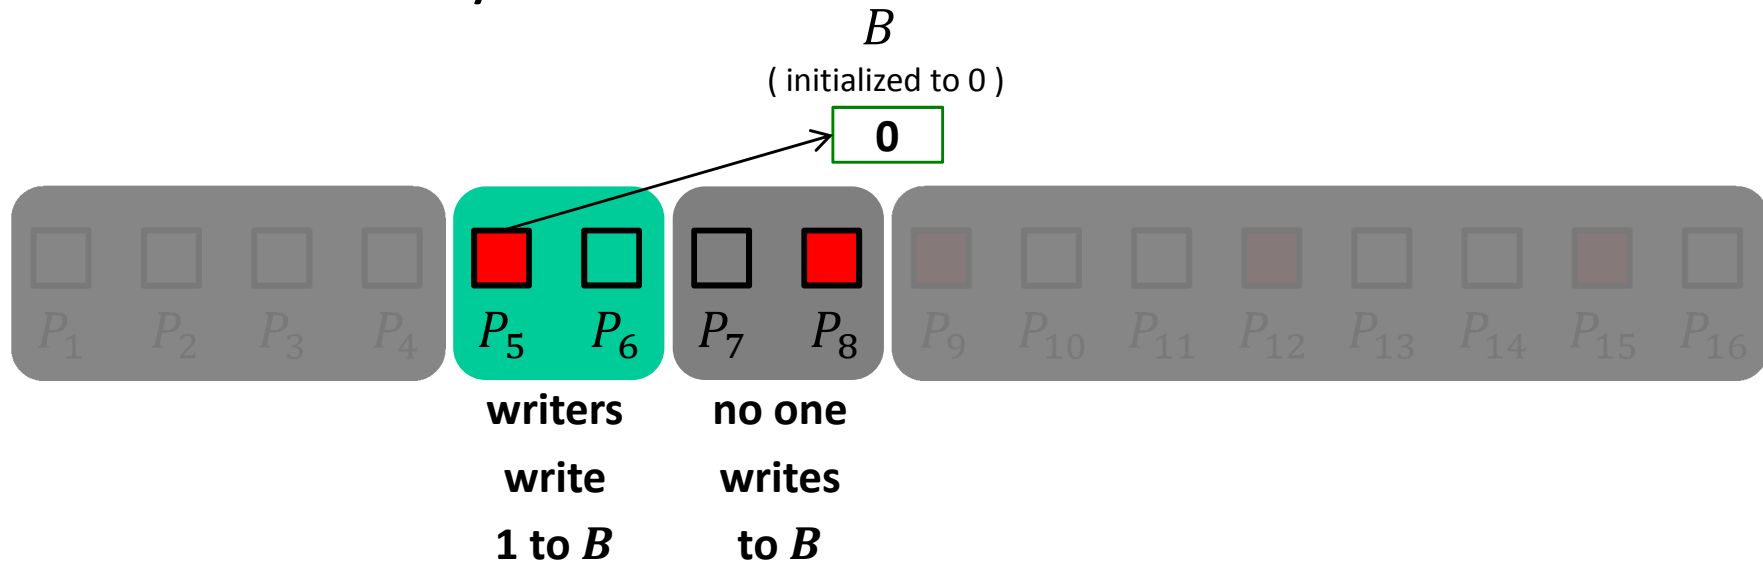 B
( initialized to 0 )
0
P₁ P₂ P₃ P₄ P₅ P₆ P₇ P₈ P₉ P₁₀ P₁₁ P₁₂ P₁₃ P₁₄ P₁₅ P₁₆
writers no one
write writes
1 to B to B